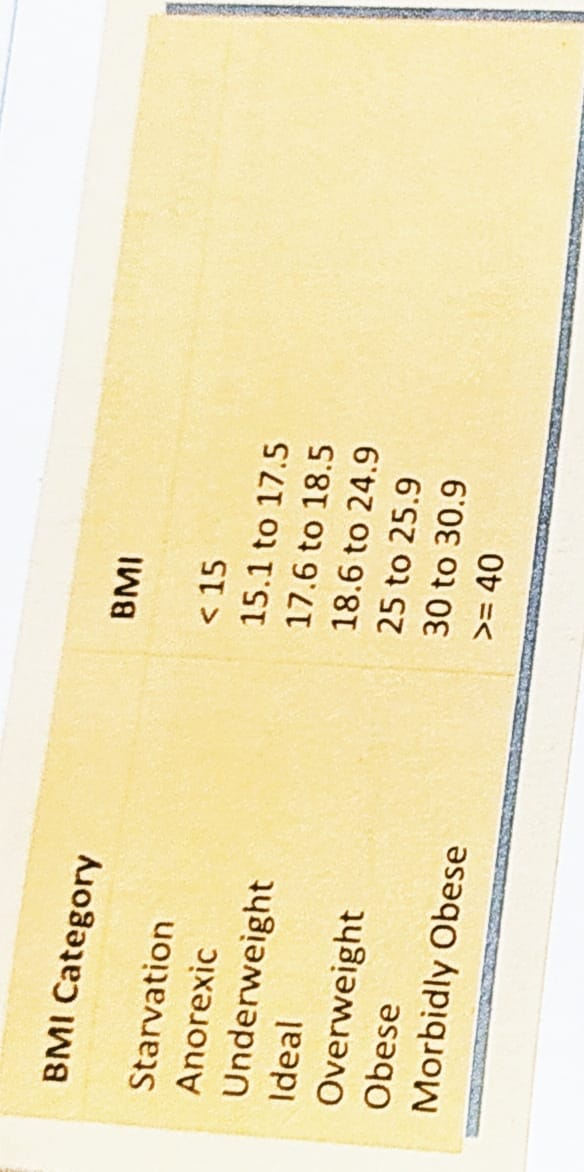 BMI Category BMI
Starvation < 15
Anorexic 15.1 to 17.5
Underweight 17.6 to 18.5
Ideal 18.6 to 24.9
Overweight 25 to 25.9
Obese 30 to 30.9
Morbidly Obese >= 40